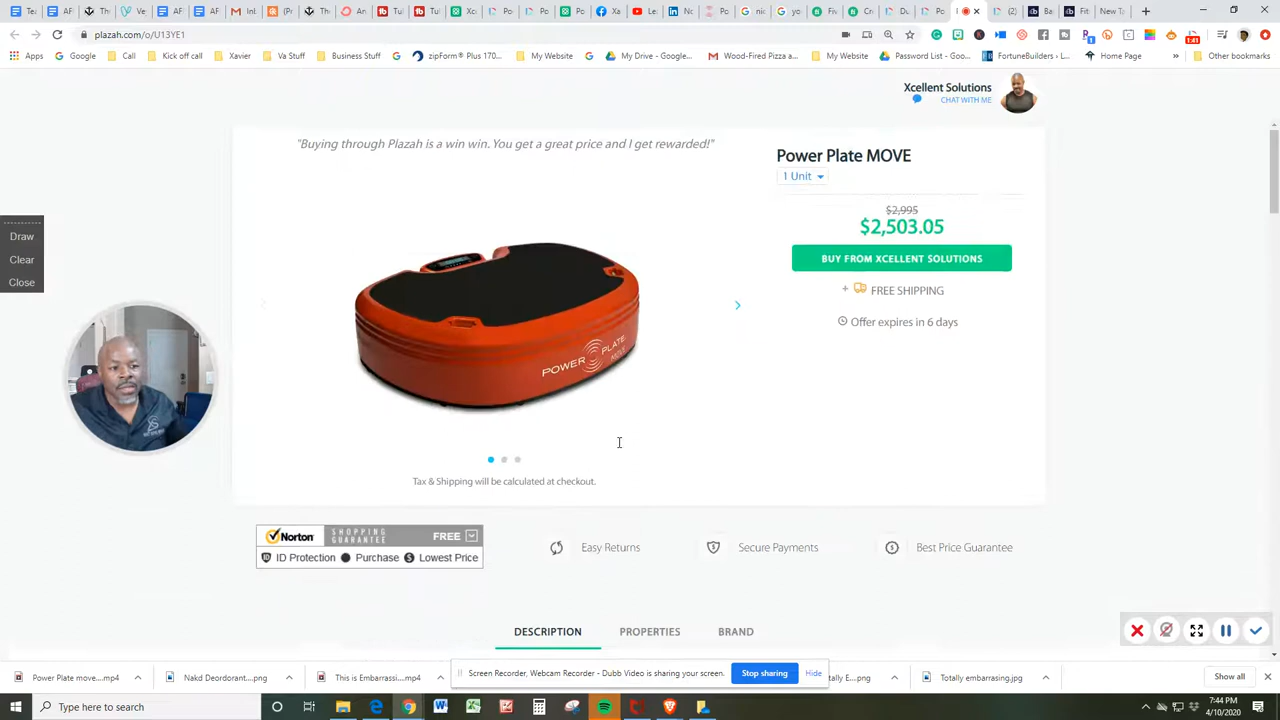 plazah.com/o/U13YE1
Apps Google Call Kick off call Xavier Va Stuff Business Stuff zipForm® Plus 170... My Website My Drive - Google... Wood-Fired Pizza a... My Website Password List - Goo... FortuneBuilders › L... Home Page » Other bookmarks
Xcellent Solutions
CHAT WITH ME
"Buying through Plazah is a win win. You get a great price and I get rewarded!"
Power Plate MOVE
1 Unit
$2,995
$2,503.05
BUY FROM XCELLENT SOLUTIONS
+ FREE SHIPPING
Offer expires in 6 days
Draw
Clear
Close
POWER PLATE
MOVE
Tax & Shipping will be calculated at checkout.
Norton SHOPPING GUARANTEE FREE
ID Protection Purchase Lowest Price
Easy Returns Secure Payments Best Price Guarantee
DESCRIPTION PROPERTIES BRAND
Power Plate move....mp4 Nakd Deordorant....png This is Embarrassi....mp4 Totally embarrasing.jpg Show all
Screen Recorder, Webcam Recorder - Dubb Video is sharing your screen. Stop sharing Hide
Type here to search
7:44 PM
4/10/2020